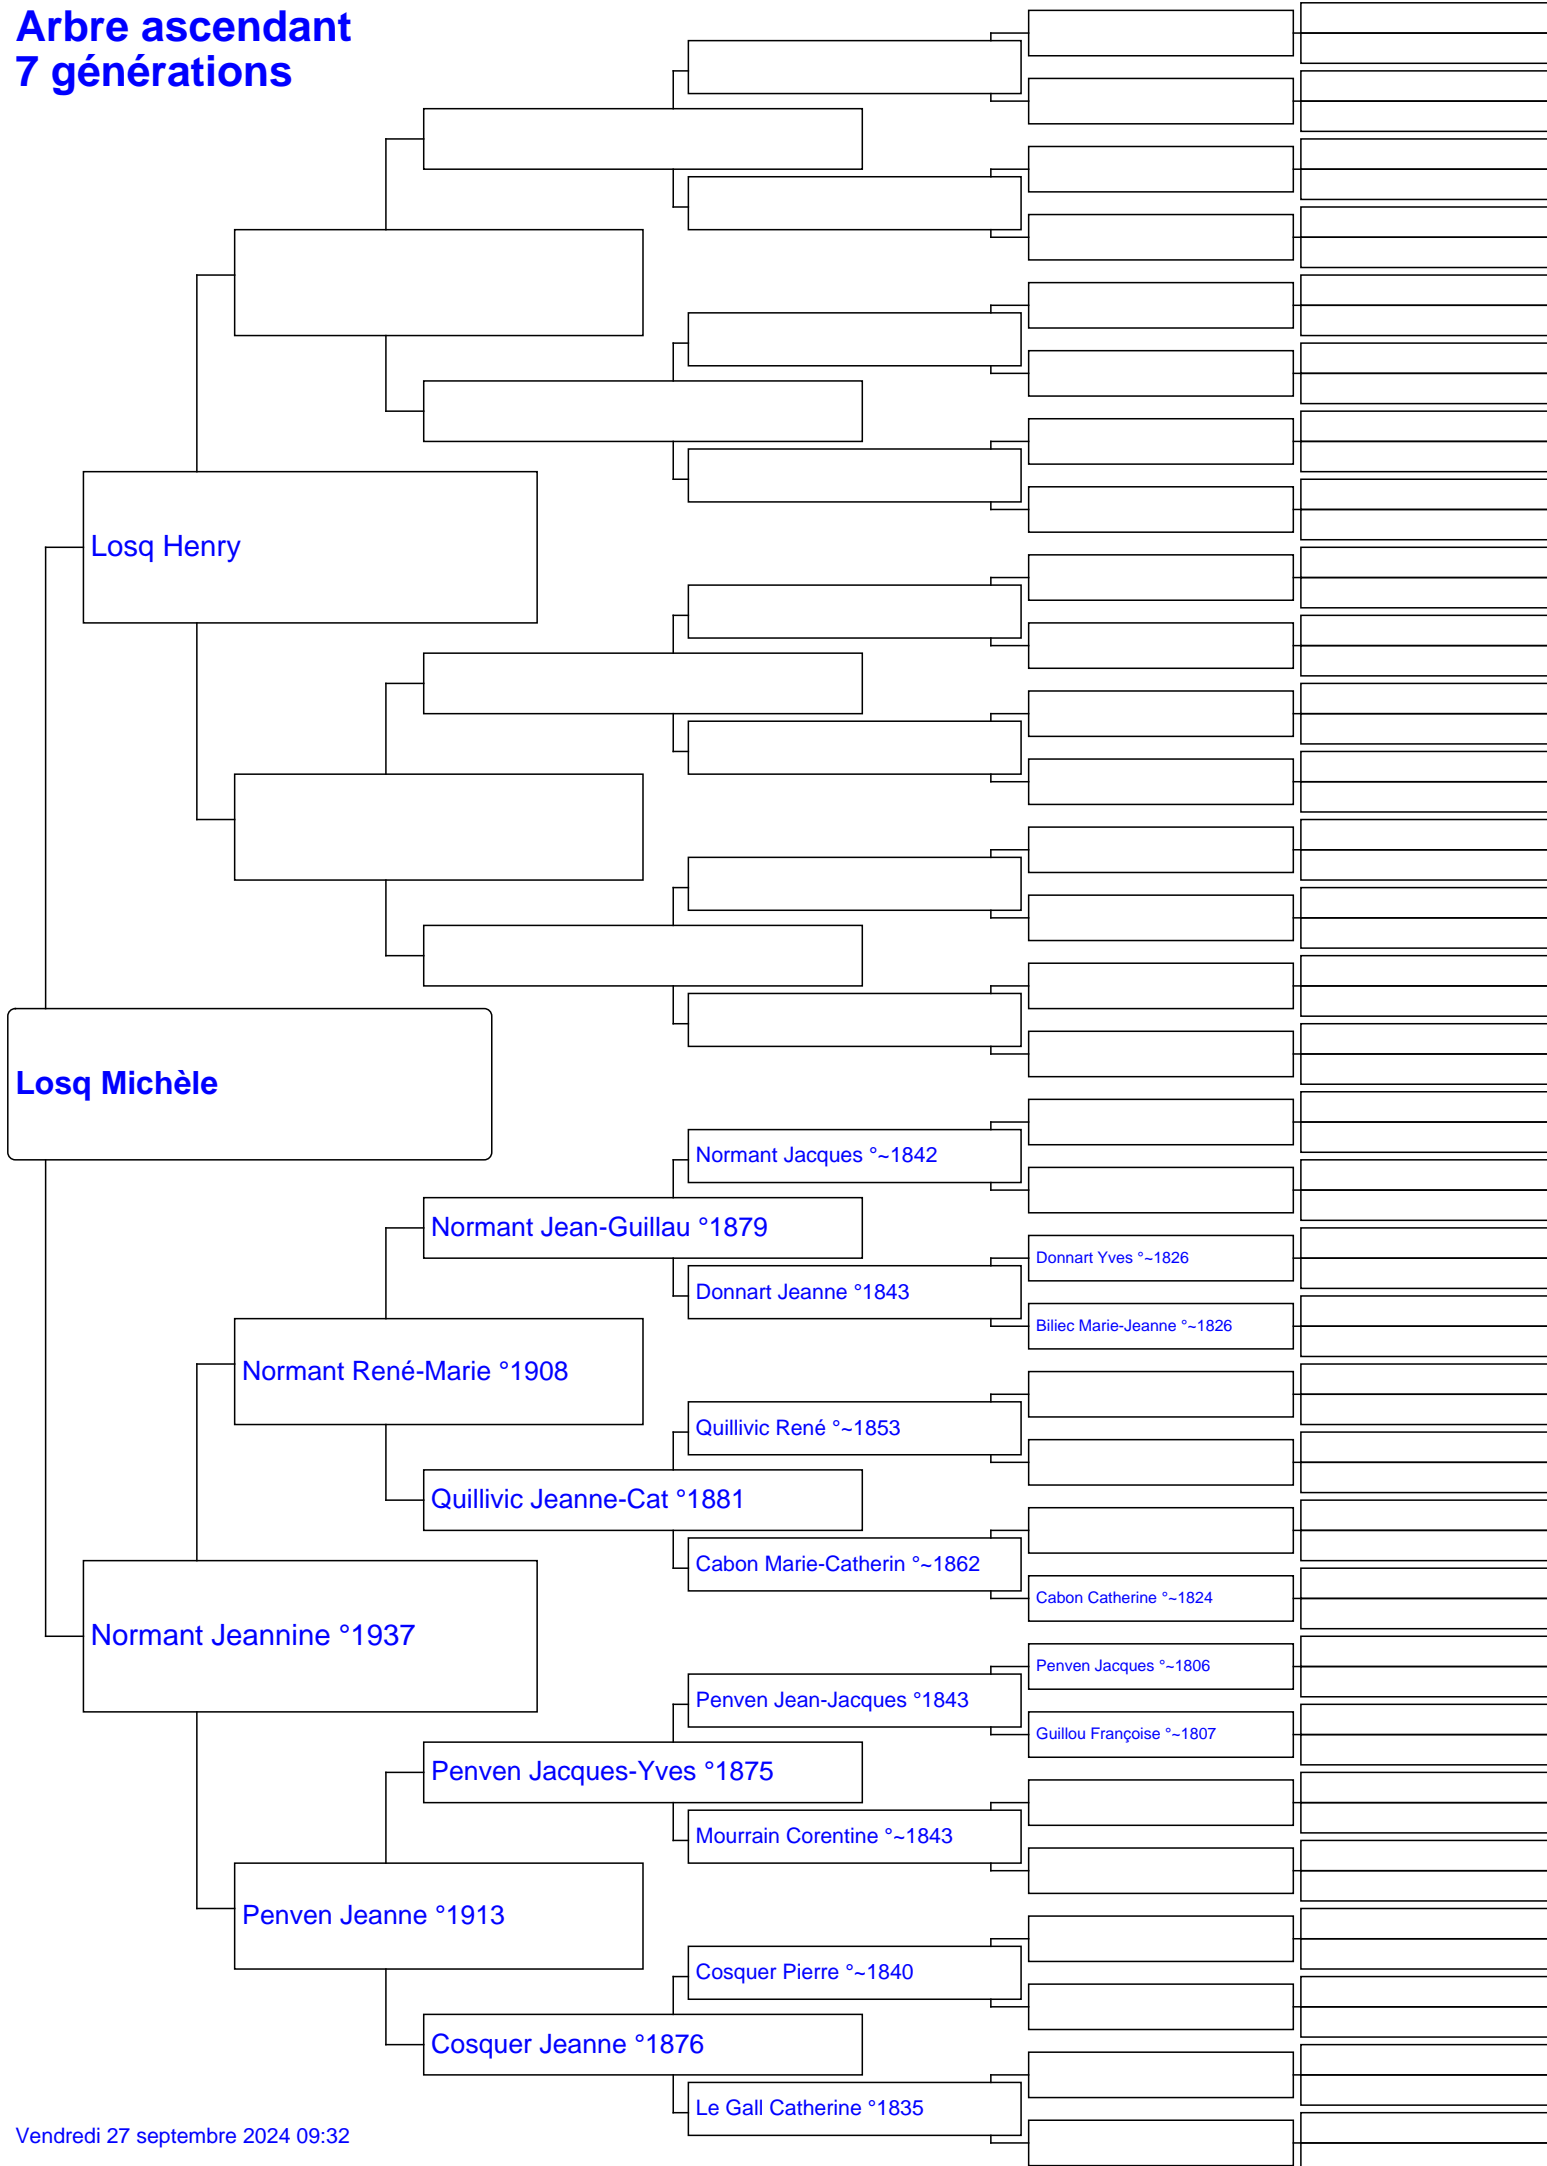 Arbre ascendant
7 générations
Losq Henry
Losq Michèle
Normant Jacques °~1842
Normant Jean-Guillau °1879
Donnart Yves °~1826
Donnart Jeanne °1843
Biliec Marie-Jeanne °~1826
Normant René-Marie °1908
Quillivic René °~1853
Quillivic Jeanne-Cat °1881
Cabon Marie-Catherin °~1862
Cabon Catherine °~1824
Normant Jeannine °1937
Penven Jacques °~1806
Penven Jean-Jacques °1843
Guillou Françoise °~1807
Penven Jacques-Yves °1875
Mourrain Corentine °~1843
Penven Jeanne °1913
Cosquer Pierre °~1840
Cosquer Jeanne °1876
Le Gall Catherine °1835
Vendredi 27 septembre 2024 09:32